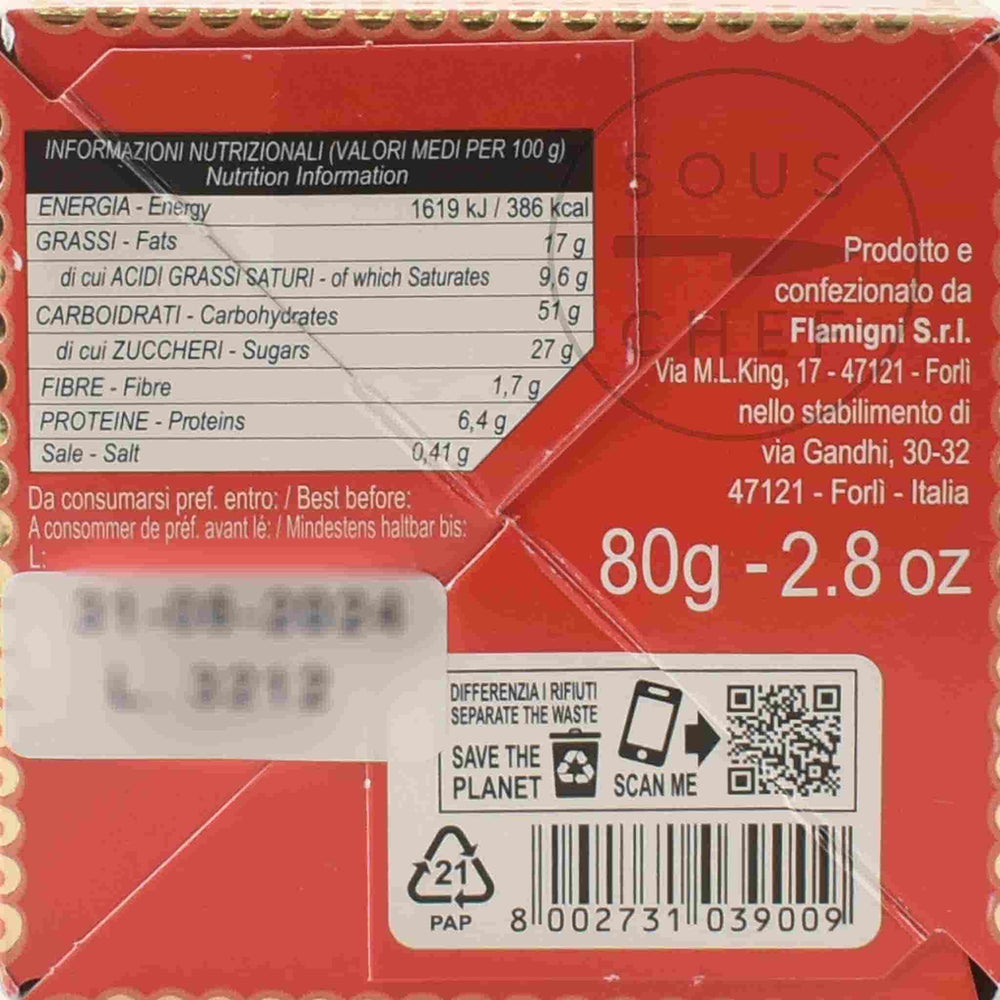 INFORMAZIONI NUTRIZIONALI (VALORI MEDI PER 100 g)
Nutrition Information
ENERGIA - Energy 1619 kJ / 386 kcal
GRASSI - Fats 17 g
di cui ACIDI GRASSI SATURI - of which Saturates 9,6 g
CARBOIDRATI - Carbohydrates 51 g
di cui ZUCCHERI - Sugars 27 g
FIBRE - Fibre 1,7 g
PROTEINE - Proteins 6,4 g
Sale - Salt 0,41 g
Da consumarsi pref. entro: / Best before:
A consommer de préf. avant lé: / Mindestens haltbar bis:
L:
SOUS
CHEF
Prodotto e
confezionato da
Flamigni S.r.l.
Via M.L.King, 17 - 47121 - Forlì
nello stabilimento di
via Gandhi, 30-32
47121 - Forlì - Italia
80g - 2.8 oz
DIFFERENZIA I RIFIUTI
SEPARATE THE WASTE
SAVE THE
PLANET
SCAN ME
21
PAP
8 002731 039009